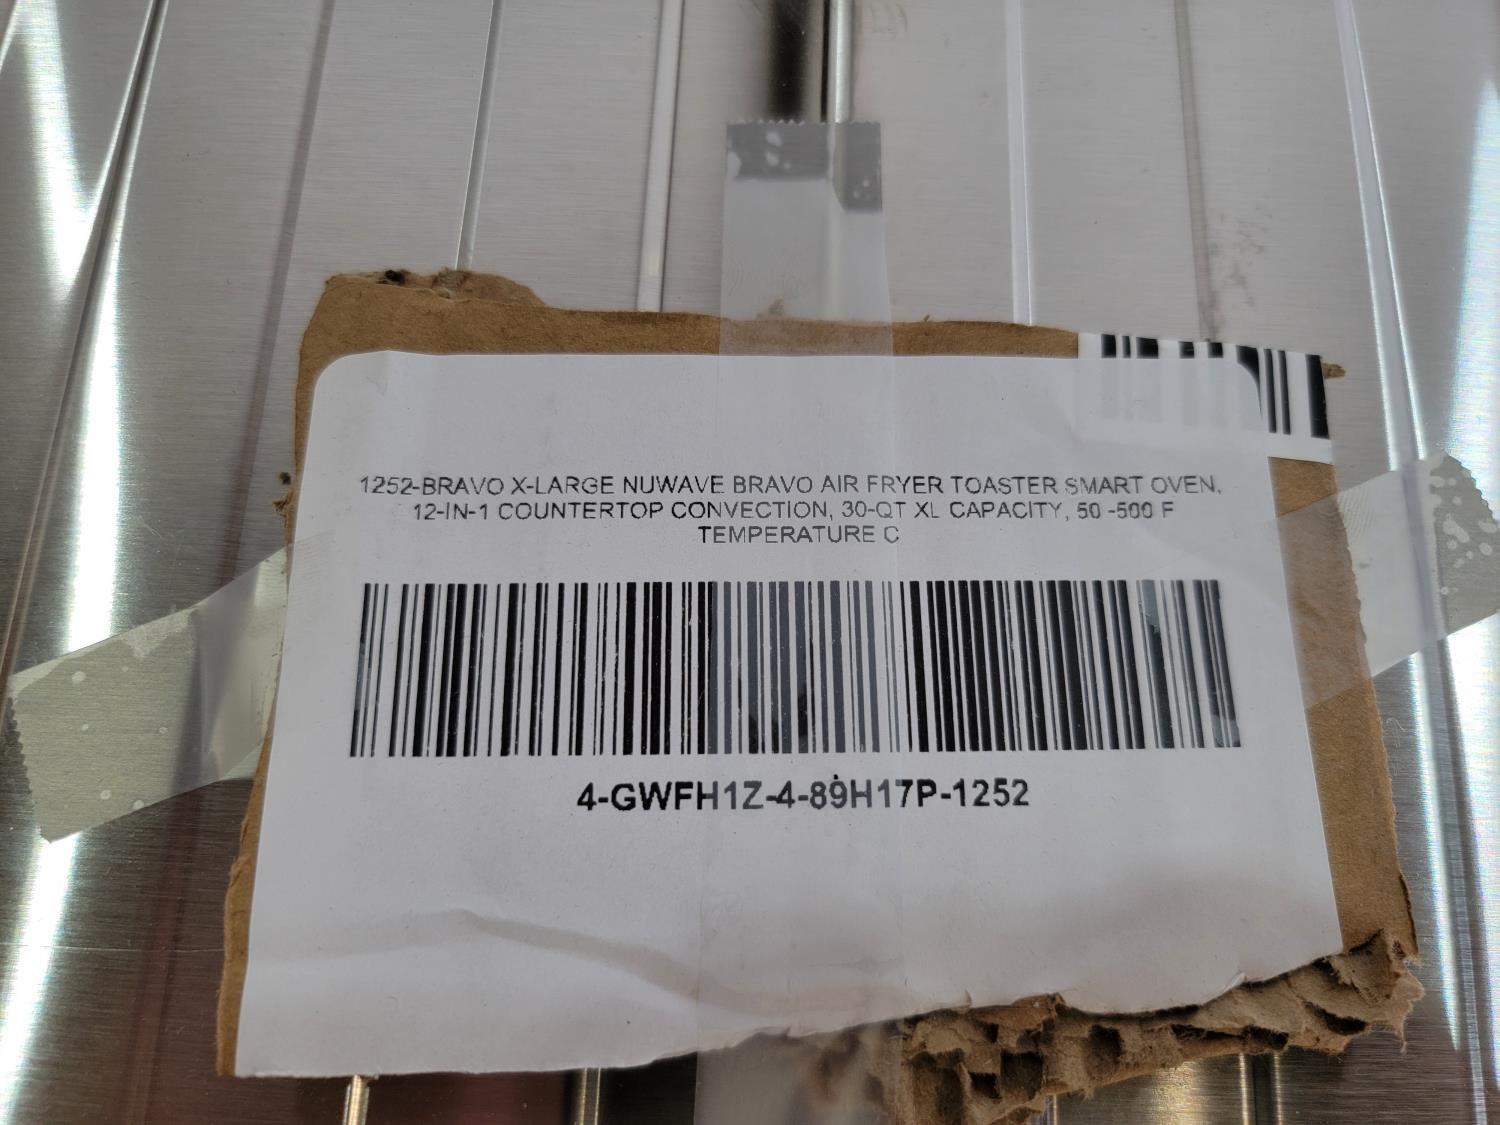 1252-BRAVO X-LARGE NUWAVE BRAVO AIR FRYER TOASTER SMART OVEN,
12-IN-1 COUNTERTOP CONVECTION, 30-QT XL CAPACITY, 50 -500 F
TEMPERATURE C
4-GWFH1Z-4-89H17P-1252